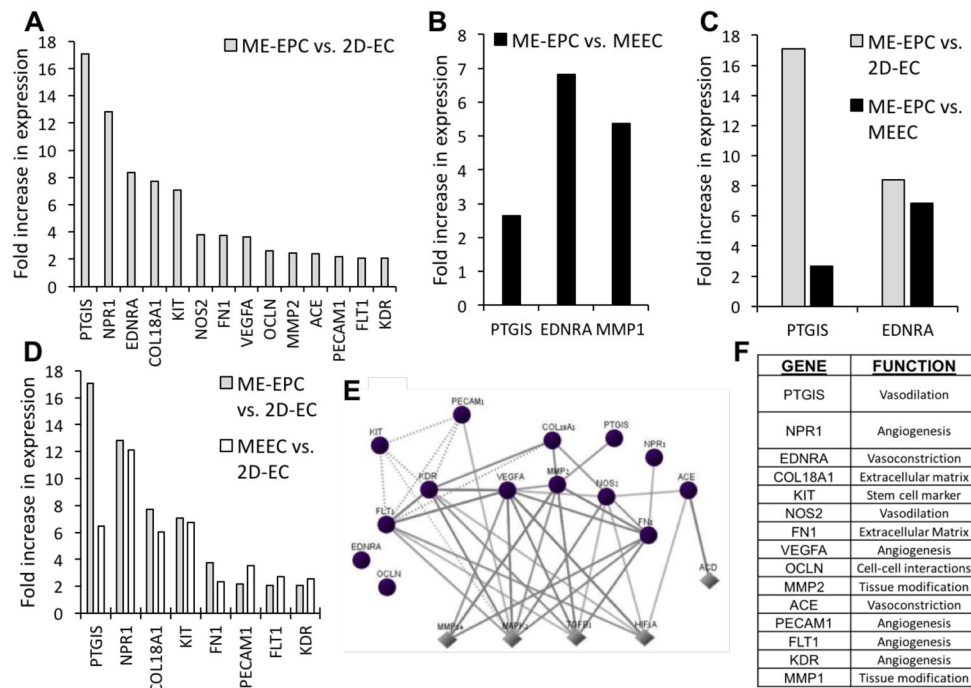 A
Fold increase in expression
18
16
14
12
10
8
6
4
2
0
ME-EPC vs. 2D-EC
PTGIS
NPR1
EDNRA
COL18A1
KIT
NOS2
FN1
VEGFA
OCLN
MMP2
ACE
PECAM1
FLT1
KDR
B
Fold increase in expression
8
7
6
5
4
3
2
1
0
ME-EPC vs. MEEC
PTGIS EDNRA MMP1
C
Fold increase in expression
18
16
14
12
10
8
6
4
2
0
ME-EPC vs.
2D-EC
ME-EPC vs.
MEEC
PTGIS EDNRA
D
Fold increase in expression
18
16
14
12
10
8
6
4
2
0
ME-EPC
vs. 2D-EC
MEEC vs.
2D-EC
PTGIS
NPR1
COL18A1
KIT
FN1
PECAM1
FLT1
KDR
E
PECAM1
KIT
COL18A1
PTGIS
NPR1
KDR
VEGFA
MMP2
NOS2
ACE
FLT1
FN1
EDNRA
OCLN
ACD
MMP14
MAPK1
TGFB1
HIF1A
F
GENE FUNCTION
PTGIS Vasodilation
NPR1 Angiogenesis
EDNRA Vasoconstriction
COL18A1 Extracellular matrix
KIT Stem cell marker
NOS2 Vasodilation
FN1 Extracellular Matrix
VEGFA Angiogenesis
OCLN Cell-cell interactions
MMP2 Tissue modification
ACE Vasoconstriction
PECAM1 Angiogenesis
FLT1 Angiogenesis
KDR Angiogenesis
MMP1 Tissue modification